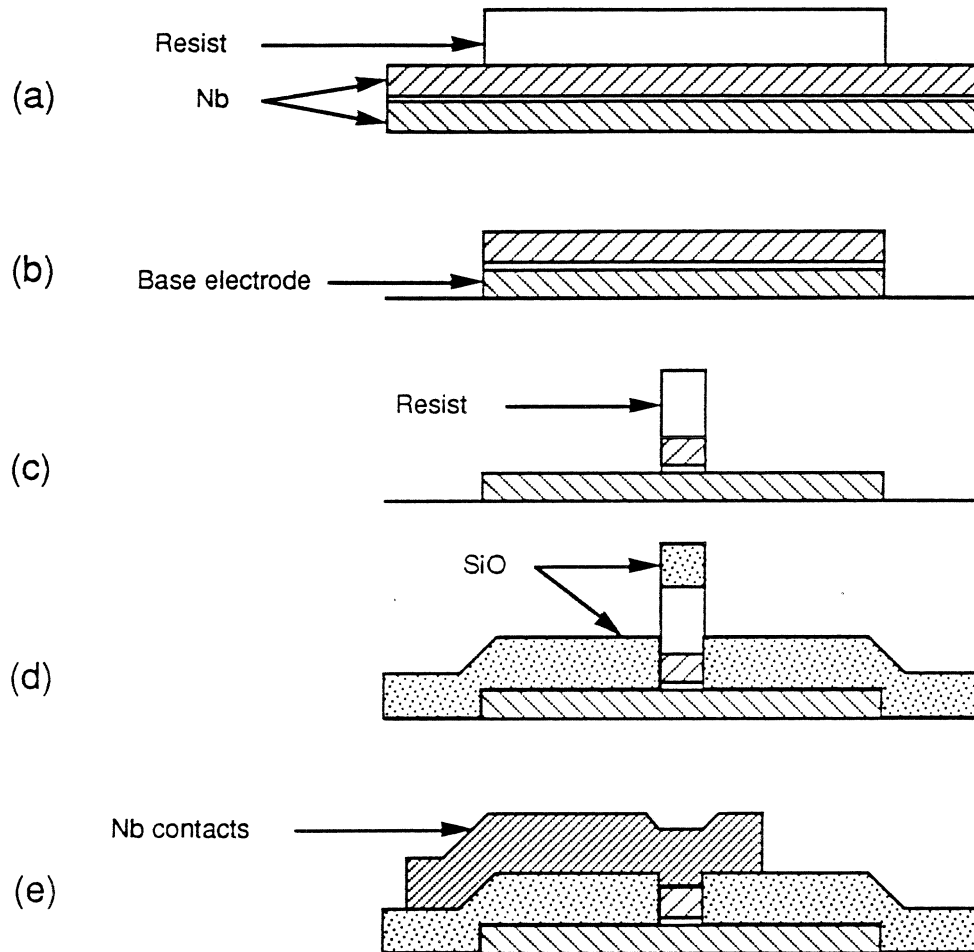 Resist
(a)
Nb
(b)
Base electrode
Resist
(c)
SiO
(d)
Nb contacts
(e)